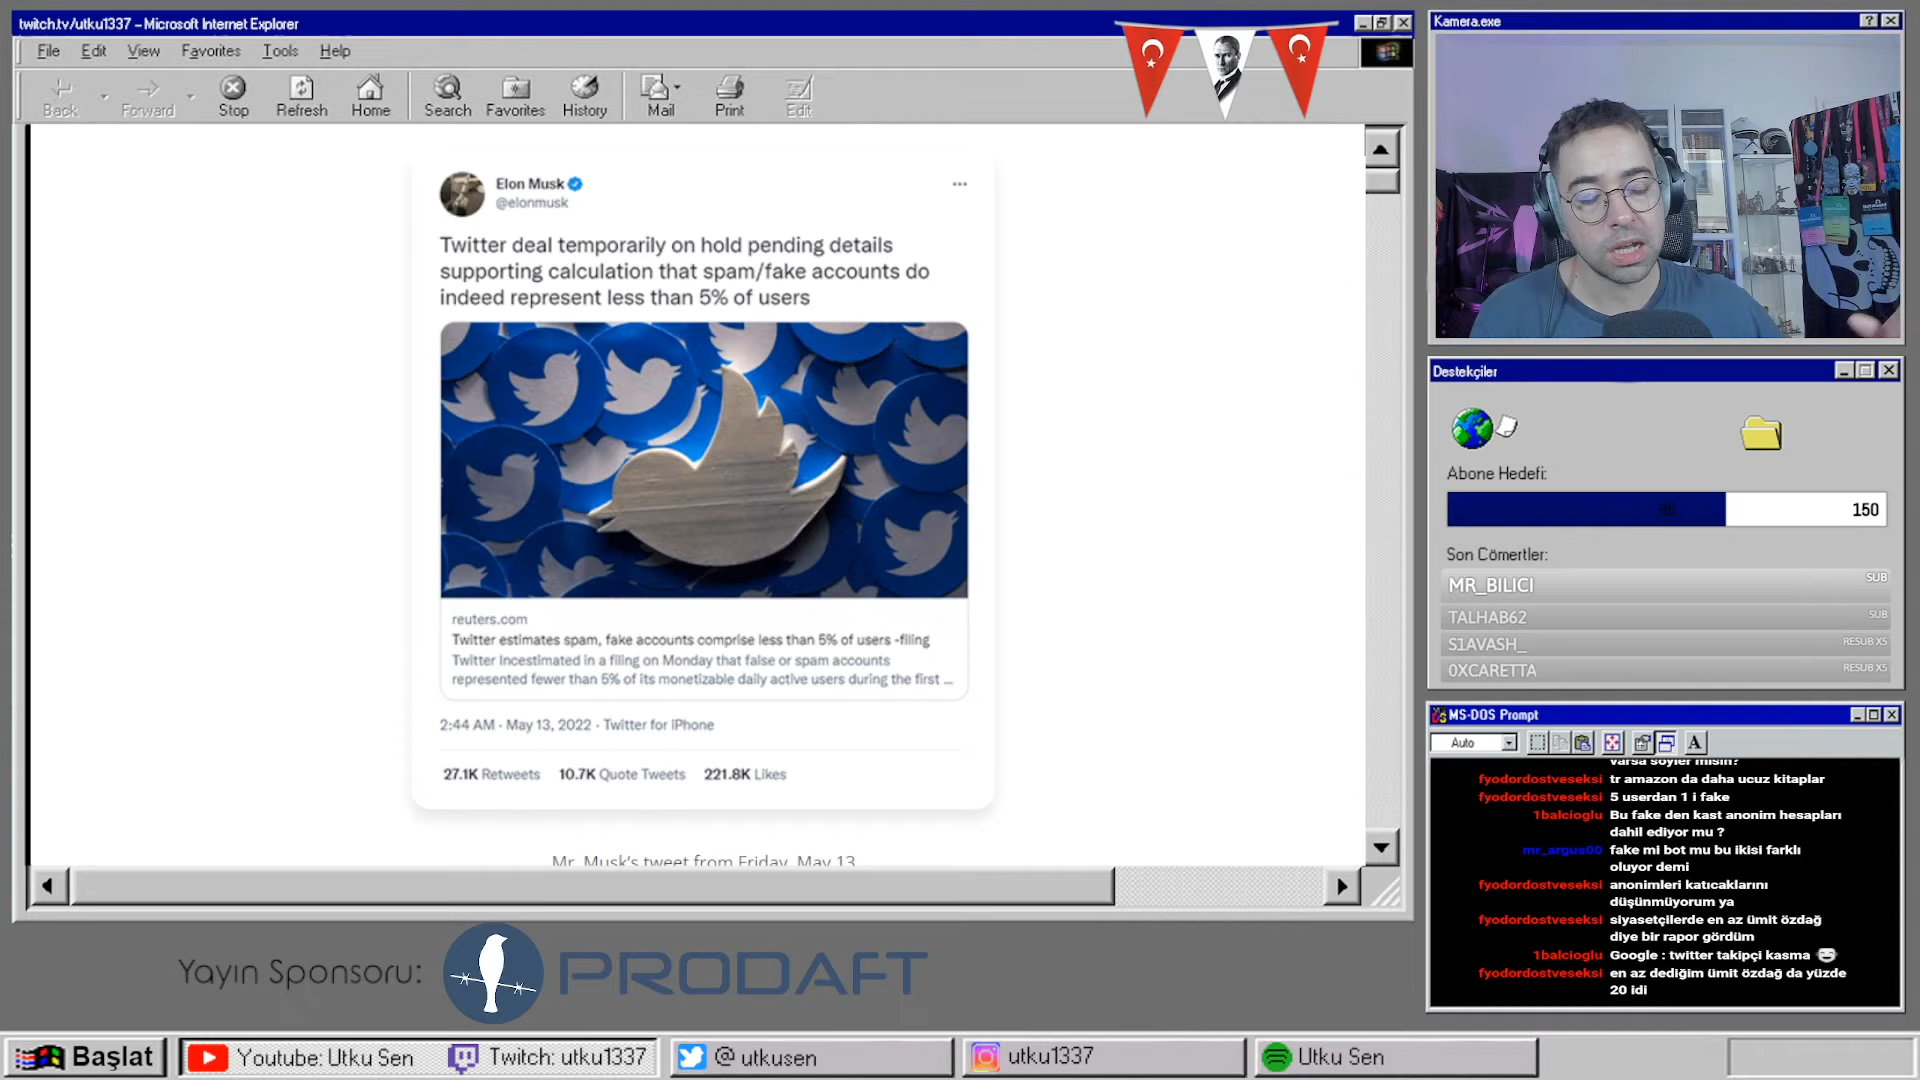 twitch.tv/utku1337 – Microsoft Internet Explorer
File Edit View Favorites Tools Help
Back Forward Stop Refresh Home Search Favorites History Mail Print Edit
Elon Musk
@elonmusk
Twitter deal temporarily on hold pending details
supporting calculation that spam/fake accounts do
indeed represent less than 5% of users
reuters.com
Twitter estimates spam, fake accounts comprise less than 5% of users -filing
Twitter Incestimated in a filing on Monday that false or spam accounts
represented fewer than 5% of its monetizable daily active users during the first ...
2:44 AM · May 13, 2022 · Twitter for iPhone
27.1K Retweets 10.7K Quote Tweets 221.8K Likes
Mr. Musk's tweet from Friday, May 13
Kamera.exe
Destekçiler
Abone Hedefi:
150
Son Cömertler:
MR_BILICI SUB
TALHAB62 SUB
S1AVASH_ RESUB X5
0XCARETTA RESUB X5
MS-DOS Prompt
Auto
A
varsa söyler misin?
fyodordostveseksi tr amazon da daha ucuz kitaplar
fyodordostveseksi 5 userdan 1 i fake
1balcioglu Bu fake den kast anonim hesapları
dahil ediyor mu ?
mr_argus00 fake mi bot mu bu ikisi farklı
oluyor demi
fyodordostveseksi anonimleri katıcaklarını
düşünmüyorum ya
fyodordostveseksi siyasetçilerde en az ümit özdağ
diye bir rapor gördüm
1balcioglu Google : twitter takipçi kasma
fyodordostveseksi en az dediğim ümit özdağ da yüzde
20 idi
Yayın Sponsoru: PRODAFT
Başlat
Youtube: Utku Sen
Twitch: utku1337
@ utkusen
utku1337
Utku Sen